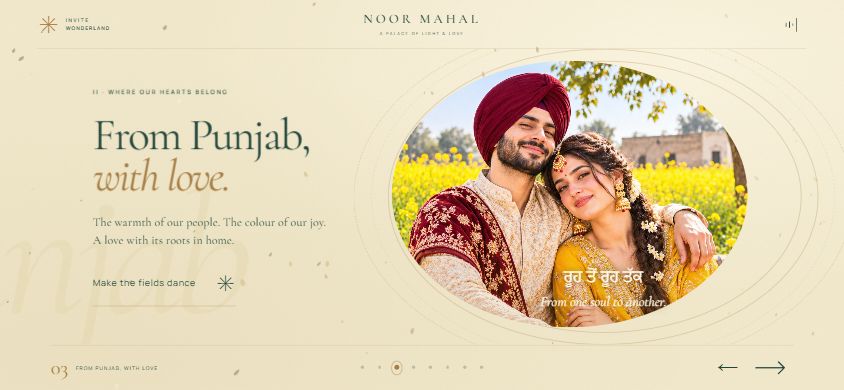 INVITE
WONDERLAND
NOOR MAHAL
A PALACE OF LIGHT & LOVE
II · WHERE OUR HEARTS BELONG
From Punjab,
with love.
The warmth of our people. The colour of our joy.
A love with its roots in home.
Make the fields dance
ਰੂਹ ਤੋਂ ਰੂਹ ਤੱਕ
From one soul to another.
03 FROM PUNJAB, WITH LOVE